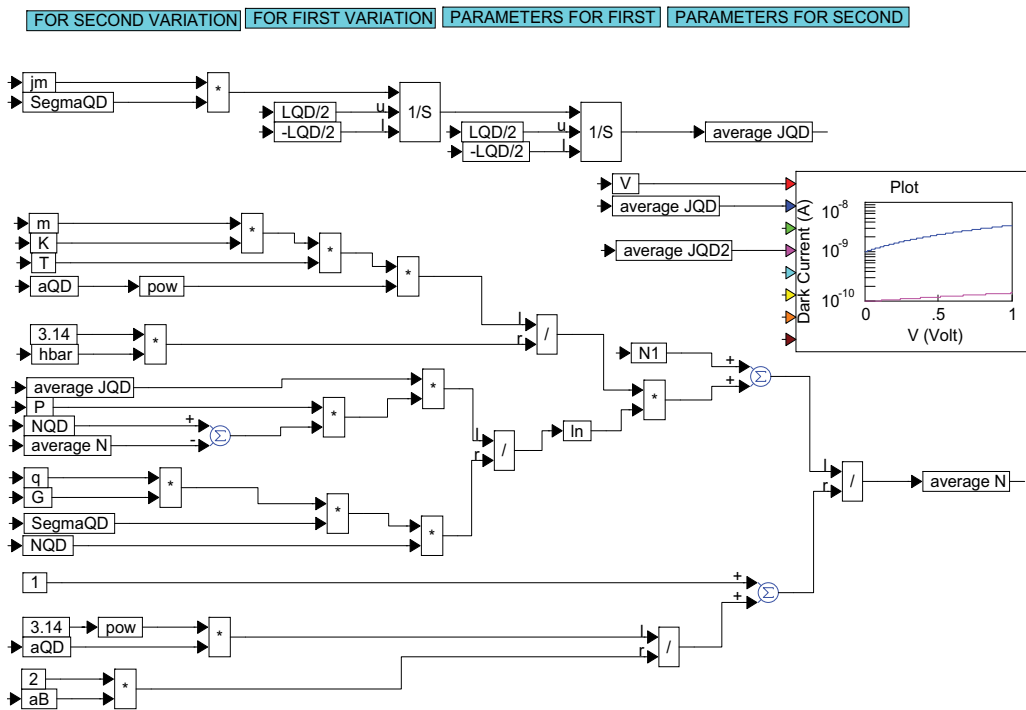 FOR SECOND VARIATION FOR FIRST VARIATION PARAMETERS FOR FIRST PARAMETERS FOR SECOND
jm
SegmaQD
*
LQD/2
-LQD/2
u
l
1/S
LQD/2
-LQD/2
u
l
1/S
average JQD
V
average JQD
average JQD2
Plot
Dark Current (A)
10-8
10-9
10-10
0 .5 1
V (Volt)
m
K
*
T
*
aQD
pow
*
3.14
hbar
*
l
r
/
average JQD
P
NQD
average N
+
-
Σ
*
*
q
G
*
SegmaQD
*
NQD
*
l
r
/
ln
*
N1
+
+
Σ
1
3.14
pow
aQD
*
2
aB
*
l
r
/
+
+
Σ
l
r
/
average N